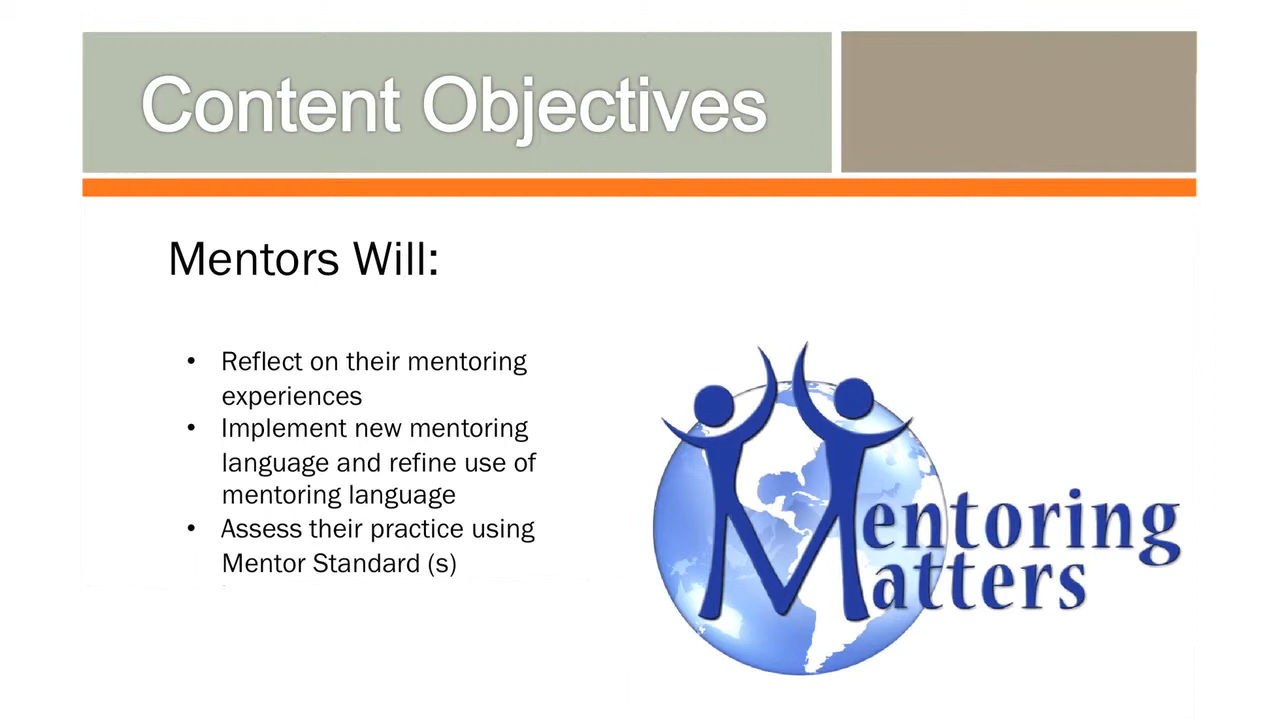 Content Objectives
Mentors Will:
• Reflect on their mentoring
experiences
• Implement new mentoring
language and refine use of
mentoring language
• Assess their practice using
Mentor Standard (s)
Mentoring
Matters